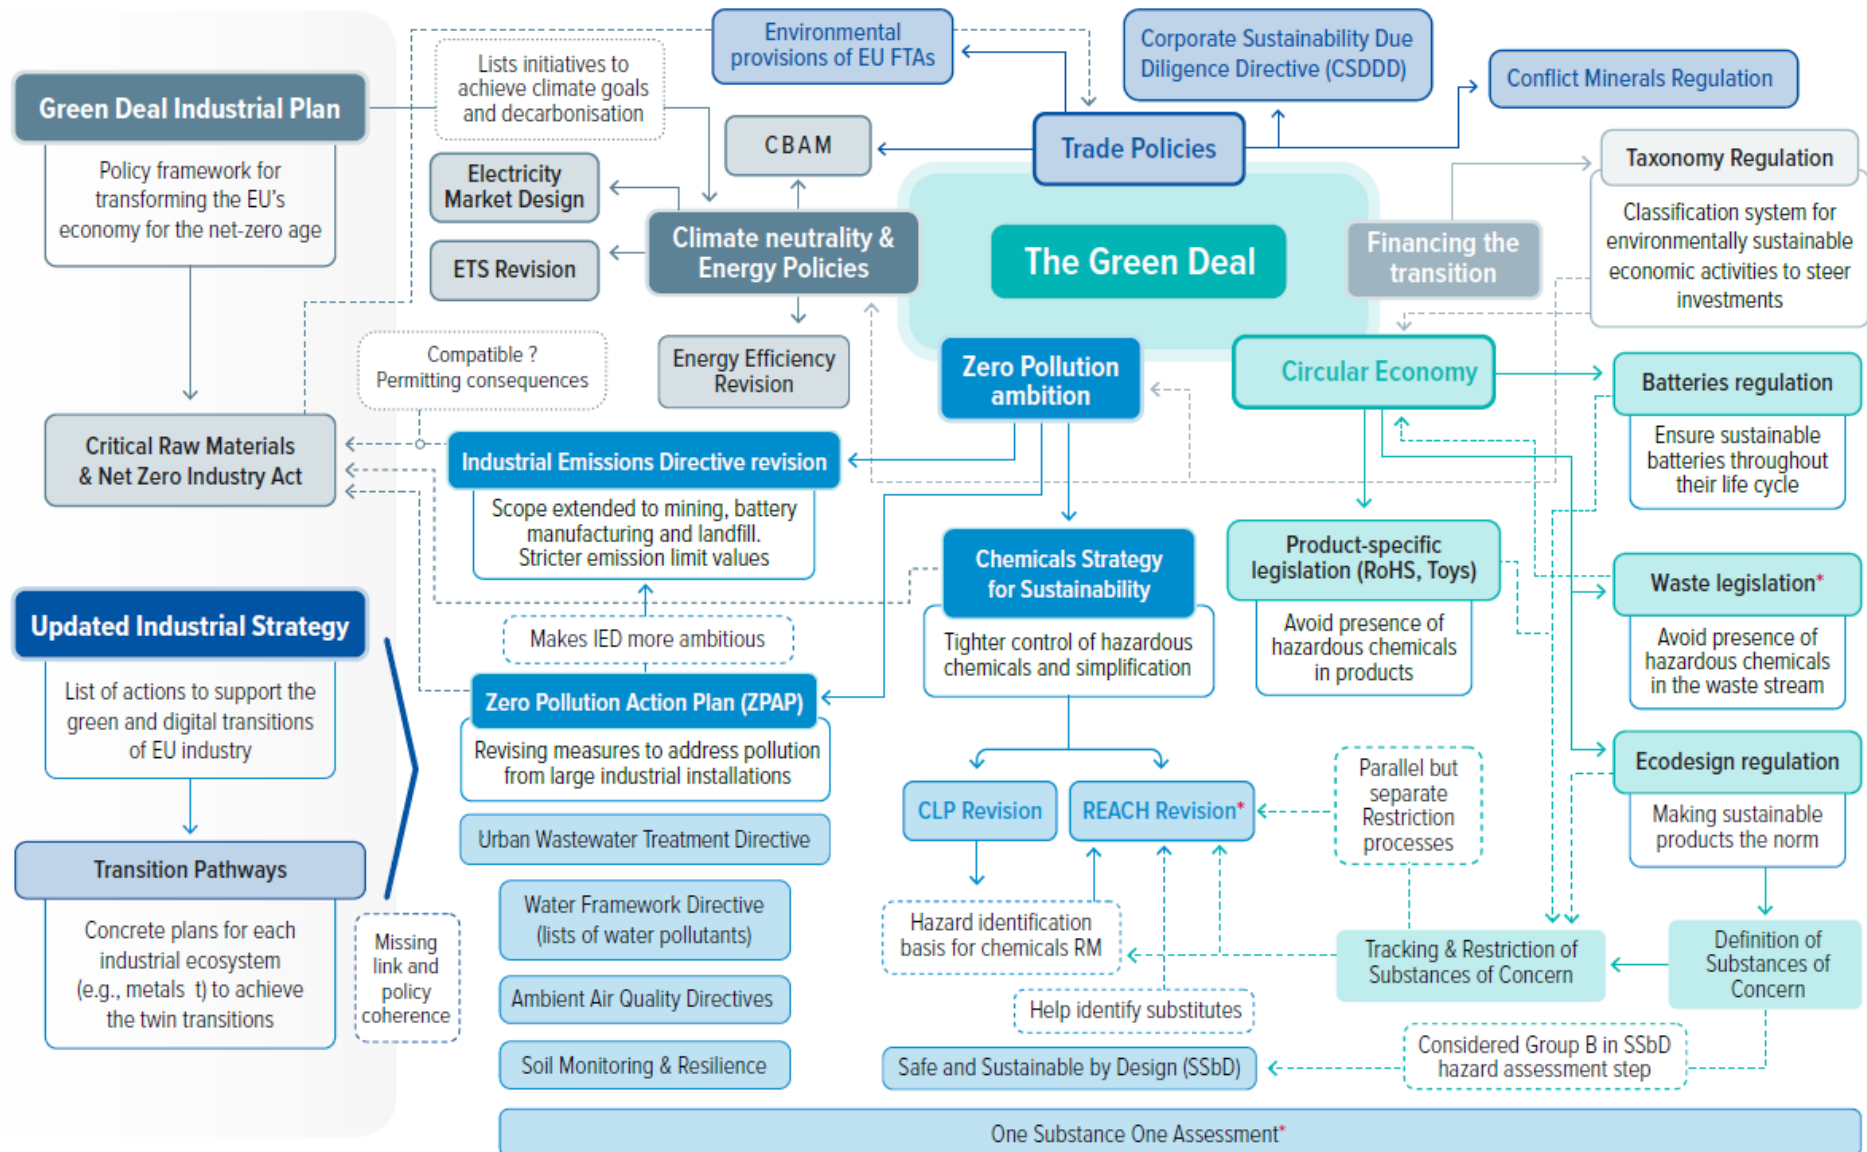 Environmental
provisions of EU FTAs
Corporate Sustainability Due
Diligence Directive (CSDDD)
Conflict Minerals Regulation
Lists initiatives to
achieve climate goals
and decarbonisation
Green Deal Industrial Plan
Policy framework for
transforming the EU's
economy for the net-zero age
CBAM
Trade Policies
Taxonomy Regulation
Classification system for
environmentally sustainable
economic activities to steer
investments
Electricity
Market Design
ETS Revision
Climate neutrality &
Energy Policies
The Green Deal
Financing the
transition
Energy Efficiency
Revision
Compatible ?
Permitting consequences
Zero Pollution
ambition
Circular Economy
Batteries regulation
Ensure sustainable
batteries throughout
their life cycle
Critical Raw Materials
& Net Zero Industry Act
Industrial Emissions Directive revision
Scope extended to mining, battery
manufacturing and landfill.
Stricter emission limit values
Chemicals Strategy
for Sustainability
Tighter control of hazardous
chemicals and simplification
Product-specific
legislation (RoHS, Toys)
Avoid presence of
hazardous chemicals
in products
Waste legislation*
Avoid presence of
hazardous chemicals
in the waste stream
Updated Industrial Strategy
List of actions to support the
green and digital transitions
of EU industry
Makes IED more ambitious
Zero Pollution Action Plan (ZPAP)
Revising measures to address pollution
from large industrial installations
Ecodesign regulation
Making sustainable
products the norm
CLP Revision
REACH Revision*
Parallel but
separate
Restriction
processes
Urban Wastewater Treatment Directive
Transition Pathways
Concrete plans for each
industrial ecosystem
(e.g., metals t) to achieve
the twin transitions
Missing
link and
policy
coherence
Water Framework Directive
(lists of water pollutants)
Hazard identification
basis for chemicals RM
Tracking & Restriction of
Substances of Concern
Definition of
Substances of
Concern
Ambient Air Quality Directives
Help identify substitutes
Soil Monitoring & Resilience
Safe and Sustainable by Design (SSbD)
Considered Group B in SSbD
hazard assessment step
One Substance One Assessment*